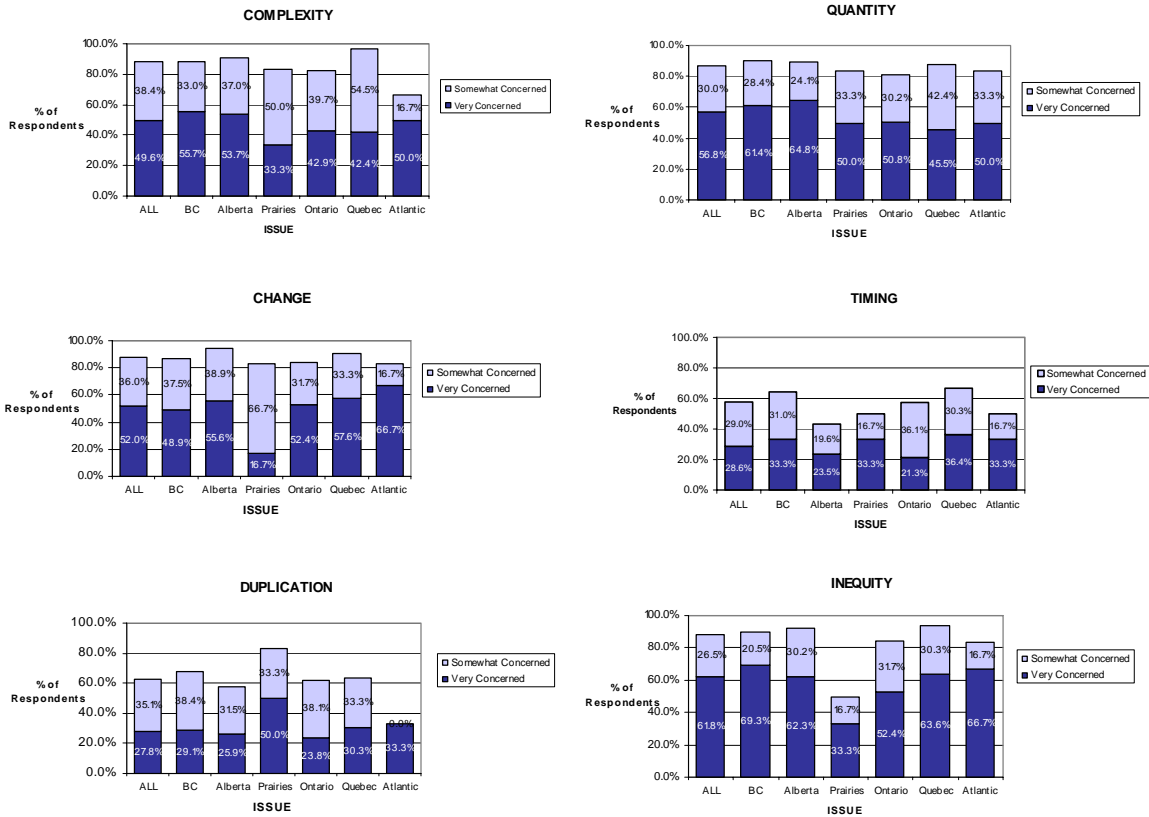 COMPLEXITY
100.0%
80.0%
60.0%
40.0%
20.0%
0.0%
% of
Respondents
38.4% 33.0% 37.0% 50.0% 39.7% 54.5% 16.7%
49.6% 55.7% 53.7% 33.3% 42.9% 42.4% 50.0%
ALL BC Alberta Prairies Ontario Quebec Atlantic
ISSUE
Somewhat Concerned
Very Concerned
QUANTITY
100.0%
80.0%
60.0%
40.0%
20.0%
0.0%
% of
Respondents
30.0% 28.4% 24.1% 33.3% 30.2% 42.4% 33.3%
56.8% 61.4% 64.8% 50.0% 50.8% 45.5% 50.0%
ALL BC Alberta Prairies Ontario Quebec Atlantic
ISSUE
Somewhat Concerned
Very Concerned
CHANGE
100.0%
80.0%
60.0%
40.0%
20.0%
0.0%
% of
Respondents
36.0% 37.5% 38.9% 66.7% 31.7% 33.3% 16.7%
52.0% 48.9% 55.6% 16.7% 52.4% 57.6% 66.7%
ALL BC Alberta Prairies Ontario Quebec Atlantic
ISSUE
Somewhat Concerned
Very Concerned
TIMING
100.0%
80.0%
60.0%
40.0%
20.0%
0.0%
% of
Respondents
29.0% 31.0% 19.6% 16.7% 36.1% 30.3% 16.7%
28.6% 33.3% 23.5% 33.3% 21.3% 36.4% 33.3%
ALL BC Alberta Prairies Ontario Quebec Atlantic
ISSUE
Somewhat Concerned
Very Concerned
DUPLICATION
100.0%
80.0%
60.0%
40.0%
20.0%
0.0%
% of
Respondents
35.1% 38.4% 31.5% 33.3% 38.1% 33.3% 0.0%
27.8% 29.1% 25.9% 50.0% 23.8% 30.3% 33.3%
ALL BC Alberta Prairies Ontario Quebec Atlantic
ISSUE
Somewhat Concerned
Very Concerned
INEQUITY
100.0%
80.0%
60.0%
40.0%
20.0%
0.0%
% of
Respondents
26.5% 20.5% 30.2% 16.7% 31.7% 30.3% 16.7%
61.8% 69.3% 62.3% 33.3% 52.4% 63.6% 66.7%
ALL BC Alberta Prairies Ontario Quebec Atlantic
ISSUE
Somewhat Concerned
Very Concerned